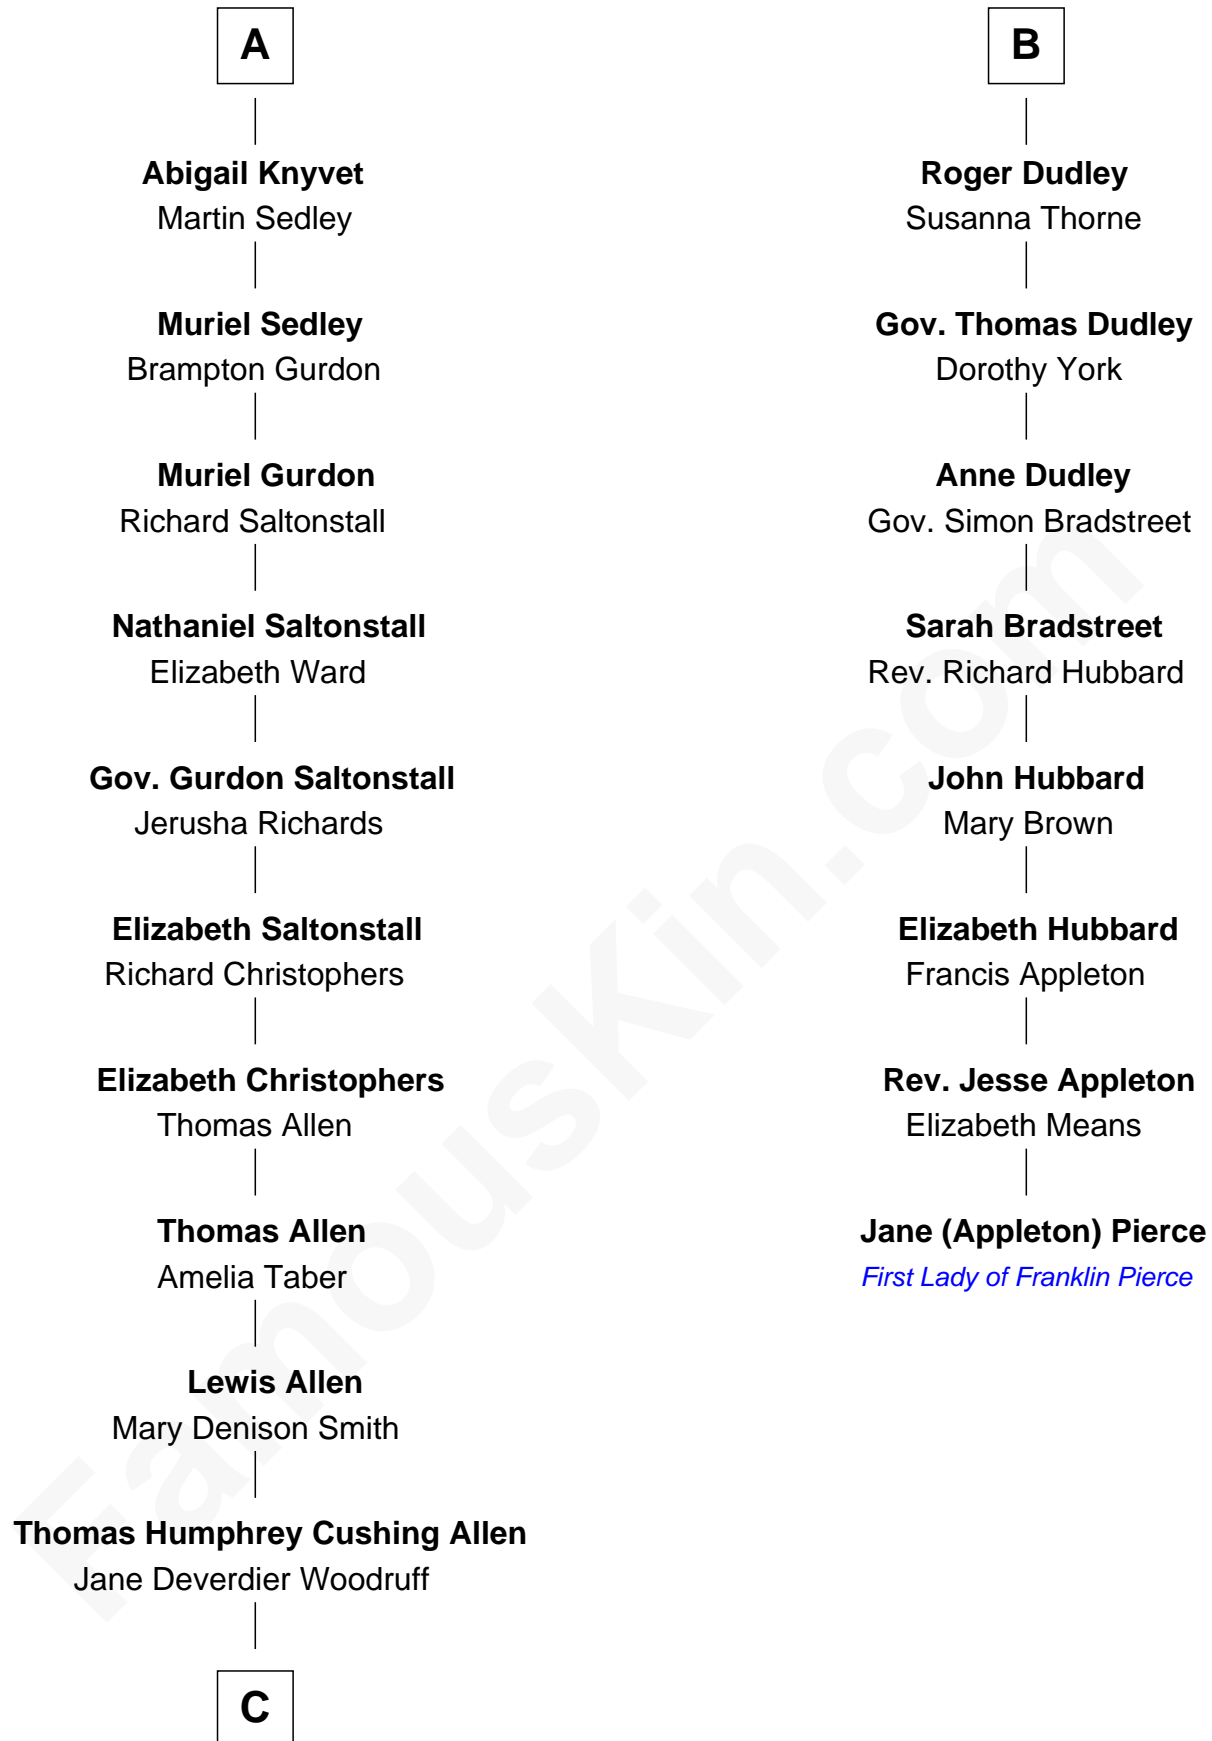 A
Abigail Knyvet
Martin Sedley
Muriel Sedley
Brampton Gurdon
Muriel Gurdon
Richard Saltonstall
Nathaniel Saltonstall
Elizabeth Ward
Gov. Gurdon Saltonstall
Jerusha Richards
Elizabeth Saltonstall
Richard Christophers
Elizabeth Christophers
Thomas Allen
Thomas Allen
Amelia Taber
Lewis Allen
Mary Denison Smith
Thomas Humphrey Cushing Allen
Jane Deverdier Woodruff
C
B
Roger Dudley
Susanna Thorne
Gov. Thomas Dudley
Dorothy York
Anne Dudley
Gov. Simon Bradstreet
Sarah Bradstreet
Rev. Richard Hubbard
John Hubbard
Mary Brown
Elizabeth Hubbard
Francis Appleton
Rev. Jesse Appleton
Elizabeth Means
Jane (Appleton) Pierce
First Lady of Franklin Pierce
FamousKin.com